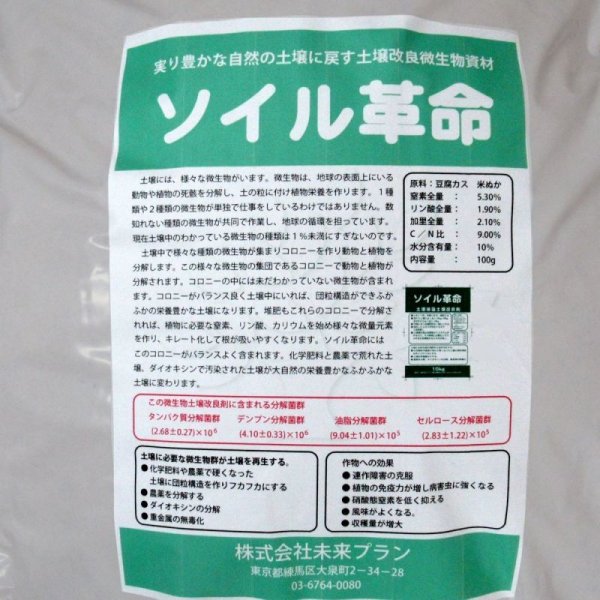 実り豊かな自然の土壌に戻す土壌改良微生物資材
ソイル革命
土壌には、様々な微生物がいます。微生物は、地球の表面上にいる
動物や植物の死骸を分解し、土の粒に付け植物栄養を作ります。1種
類や2種類の微生物が単独で仕事をしているわけではありません。数
知れない種類の微生物が共同で作業し、地球の循環を担っています。
現在土壌中のわかっている微生物の種類は1%未満にすぎないのです。
土壌中で様々な種類の微生物が集まりコロニーを作り動物と植物を
分解します。この様々な微生物の集団であるコロニーで動物と植物が
分解されます。コロニーの中には未だわかっていない微生物が含まれ
ます。コロニーがバランス良く土壌中にいれば、団粒構造ができふか
ふかの栄養豊かな土壌になります。堆肥もこれらのコロニーで分解さ
れれば、植物に必要な窒素、リン酸、カリウムを始め様々な微量元素
を作り、キレート化して根が吸いやすくなります。ソイル革命には
このコロニーがバランスよく含まれます。化学肥料と農薬で荒れた土
壌、ダイオキシンで汚染された土壌が大自然の栄養豊かなふかふかな
土壌に変わります。
原料：豆腐カス 米ぬか
窒素全量 ： 5.30%
リン酸全量 ： 1.90%
加里全量 ： 2.10%
C/N比 ： 9.00%
水分含有量： 10%
内容量 ： 100g
ソイル革命
10kg
この微生物土壌改良剤に含まれる分解菌群
タンパク質分解菌群 デンプン分解菌群 油脂分解菌群 セルロース分解菌群
(2.68±0.27)×10⁶ (4.10±0.33)×10⁶ (9.04±1.01)×10⁵ (2.83±1.22)×10³
土壌に必要な微生物群が土壌を再生する。
●化学肥料や農薬で硬くなった
土壌に団粒構造を作りフカフカにする
●農薬を分解する
●ダイオキシンの分解
●重金属の無毒化
作物への効果
●連作障害の克服
●植物の免疫力が増し病害虫に強くなる
●硝酸態窒素を低く抑える
●風味がよくなる。
●収穫量が増大
株式会社未来プラン
東京都練馬区大泉町2-34-28
03-6764-0080